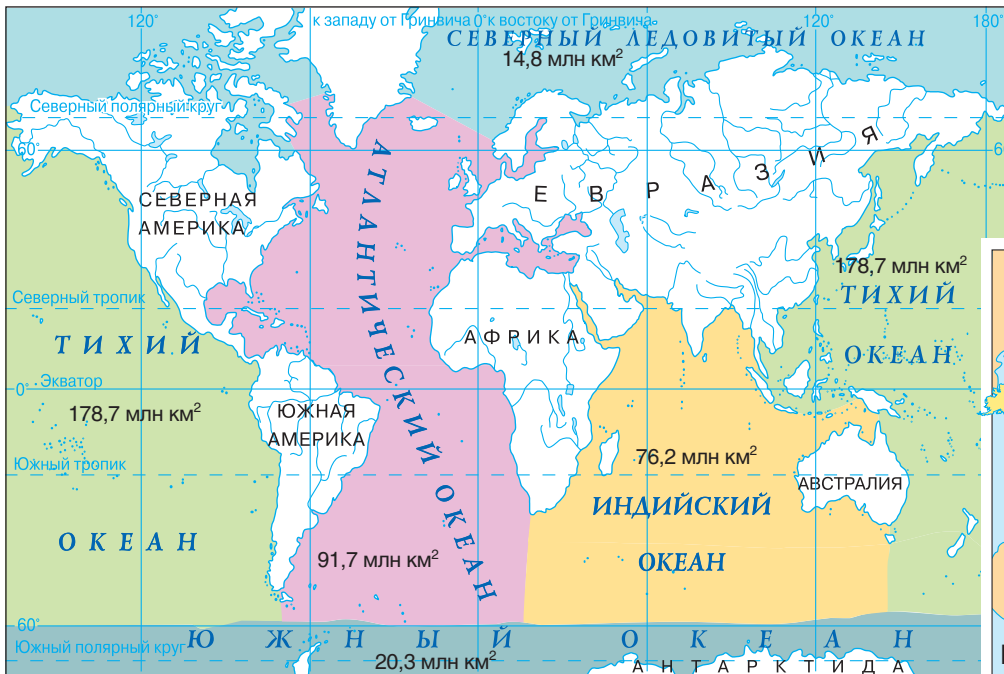 120°
к западу от Гринвича
0°
к востоку от Гринвича
120°
180°
СЕВЕРНЫЙ ЛЕДОВИТЫЙ ОКЕАН
14,8 млн км²
Северный полярный круг
60°
6
ЕВРАЗИЯ
АТЛАНТИЧЕСКИЙ ОКЕАН
СЕВЕРНАЯ
АМЕРИКА
178,7 млн км²
Северный тропик
ТИХИЙ
ОКЕАН
ТИХИЙ
АФРИКА
Экватор
0°
178,7 млн км²
ЮЖНАЯ
АМЕРИКА
Южный тропик
76,2 млн км²
АВСТРАЛИЯ
ИНДИЙСКИЙ
ОКЕАН
ОКЕАН
91,7 млн км²
60°
ЮЖНЫЙ ОКЕАН
Южный полярный круг
20,3 млн км²
АНТАРКТИДА